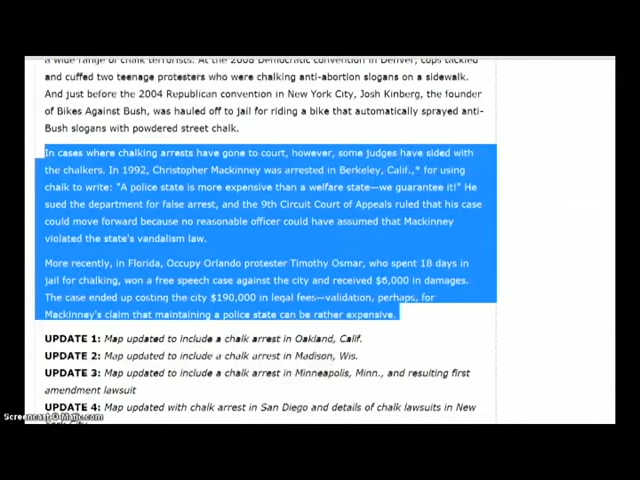 a wide range of chalk terrorists. At the 2008 Democratic convention in Denver, cops tackled
and cuffed two teenage protesters who were chalking anti-abortion slogans on a sidewalk.
And just before the 2004 Republican convention in New York City, Josh Kinberg, the founder
of Bikes Against Bush, was hauled off to jail for riding a bike that automatically sprayed anti-
Bush slogans with powdered street chalk.
In cases where chalking arrests have gone to court, however, some judges have sided with
the chalkers. In 1992, Christopher Mackinney was arrested in Berkeley, Calif.,* for using
chalk to write: "A police state is more expensive than a welfare state—we guarantee it!" He
sued the department for false arrest, and the 9th Circuit Court of Appeals ruled that his case
could move forward because no reasonable officer could have assumed that Mackinney
violated the state's vandalism law.
More recently, in Florida, Occupy Orlando protester Timothy Osmar, who spent 18 days in
jail for chalking, won a free speech case against the city and received $6,000 in damages.
The case ended up costing the city $190,000 in legal fees—validation, perhaps, for
Mackinney's claim that maintaining a police state can be rather expensive.
UPDATE 1: Map updated to include a chalk arrest in Oakland, Calif.
UPDATE 2: Map updated to include a chalk arrest in Madison, Wis.
UPDATE 3: Map updated to include a chalk arrest in Minneapolis, Minn., and resulting first
amendment lawsuit
UPDATE 4: Map updated with chalk arrest in San Diego and details of chalk lawsuits in New
York City
Screencast-O-Matic.com